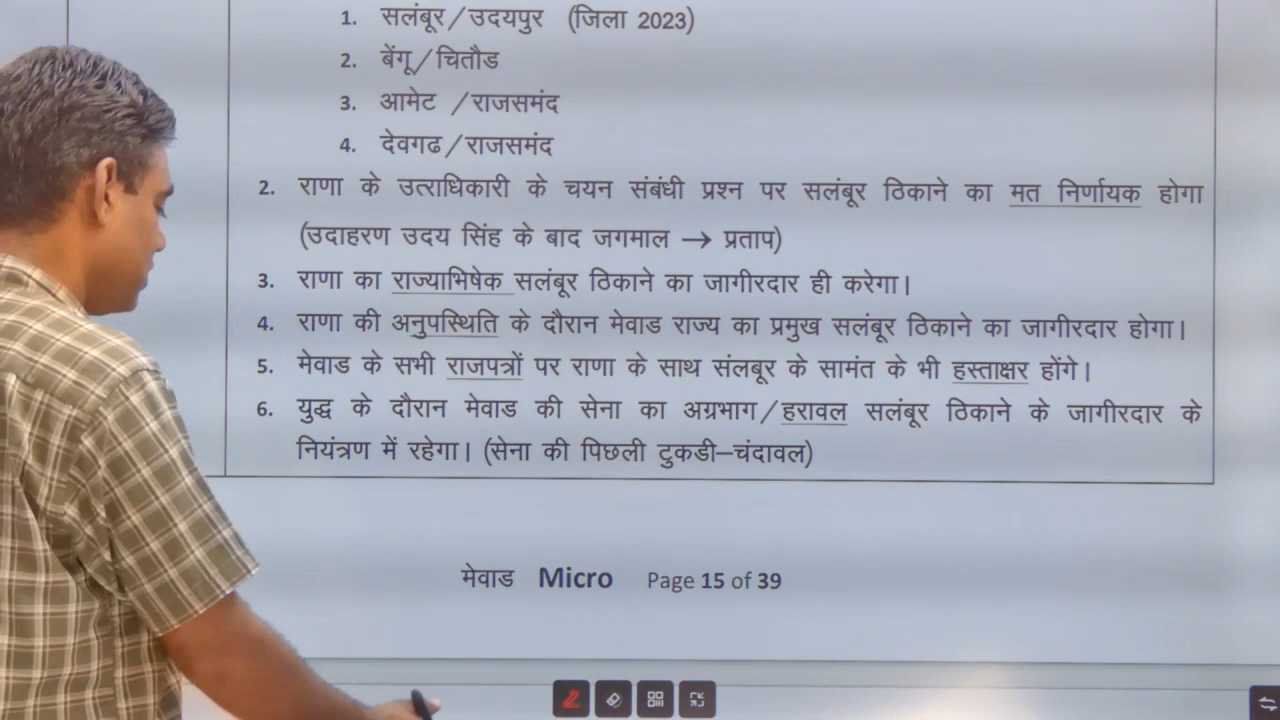 1. सलंबूर/उदयपुर (जिला 2023)
2. बेंगू/चितौड
3. आमेट /राजसमंद
4. देवगढ/राजसमंद
2. राणा के उत्राधिकारी के चयन संबंधी प्रश्न पर सलंबूर ठिकाने का मत निर्णायक होगा
(उदाहरण उदय सिंह के बाद जगमाल → प्रताप)
3. राणा का राज्याभिषेक सलंबूर ठिकाने का जागीरदार ही करेगा।
4. राणा की अनुपस्थिति के दौरान मेवाड राज्य का प्रमुख सलंबूर ठिकाने का जागीरदार होगा।
5. मेवाड के सभी राजपत्रों पर राणा के साथ संलबूर के सामंत के भी हस्ताक्षर होंगे।
6. युद्ध के दौरान मेवाड की सेना का अग्रभाग/हरावल सलंबूर ठिकाने के जागीरदार के
नियंत्रण में रहेगा। (सेना की पिछली टुकडी–चंदावल)
मेवाड Micro Page 15 of 39